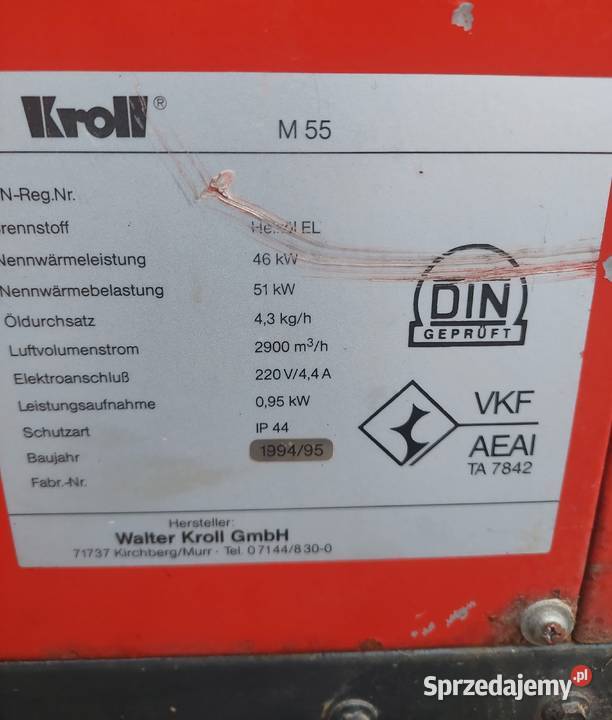 Kroll®
M 55
N-Reg.Nr.
rennstoff EL
Nennwärmeleistung 46 kW
Nennwärmebelastung 51 kW
Öldurchsatz 4,3 kg/h
Luftvolumenstrom 2900 m³/h
Elektroanschluß 220 V/4,4 A
Leistungsaufnahme 0,95 kW
Schutzart IP 44
Baujahr 1994/95
Fabr.-Nr.
DIN
GEPRÜFT
VKF
AEAI
TA 7842
Hersteller:
Walter Kroll GmbH
71737 Kirchberg/Murr · Tel. 07144/830-0
Sprzedajemy.pl